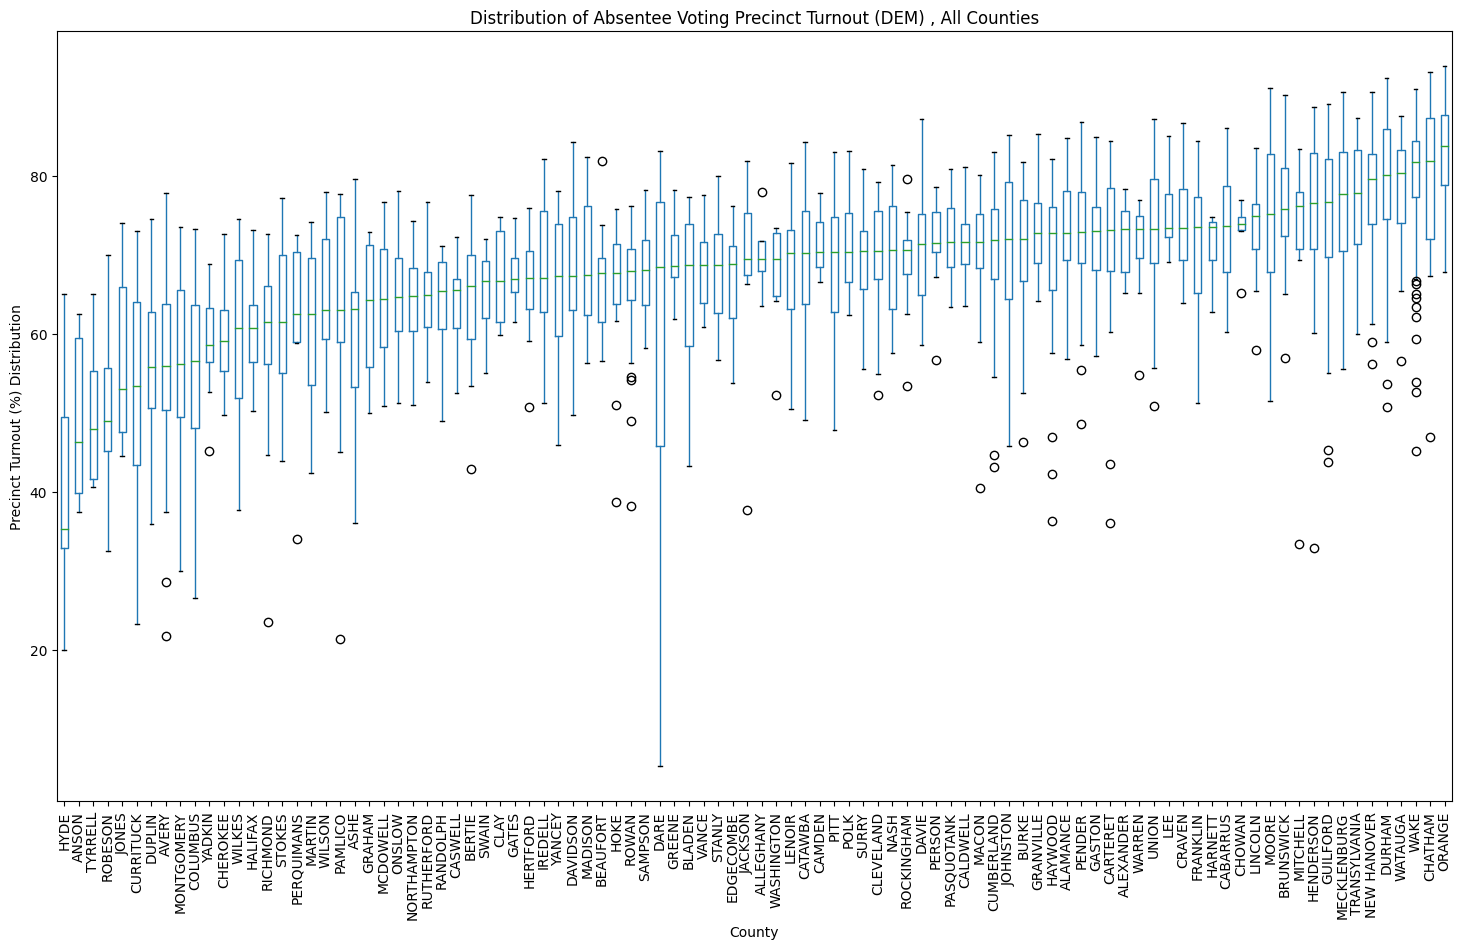 Distribution of Absentee Voting Precinct Turnout (DEM) , All Counties
Precinct Turnout (%) Distribution
80
60
40
20
HYDE
ANSON
TYRRELL
ROBESON
JONES
CURRITUCK
DUPLIN
AVERY
MONTGOMERY
COLUMBUS
YADKIN
CHEROKEE
WILKES
HALIFAX
RICHMOND
STOKES
PERQUIMANS
MARTIN
WILSON
PAMLICO
ASHE
GRAHAM
MCDOWELL
ONSLOW
NORTHAMPTON
RUTHERFORD
RANDOLPH
CASWELL
BERTIE
SWAIN
CLAY
GATES
HERTFORD
IREDELL
YANCEY
DAVIDSON
MADISON
BEAUFORT
HOKE
ROWAN
SAMPSON
DARE
GREENE
BLADEN
VANCE
STANLY
EDGECOMBE
JACKSON
ALLEGHANY
WASHINGTON
LENOIR
CATAWBA
CAMDEN
PITT
POLK
SURRY
CLEVELAND
NASH
ROCKINGHAM
DAVIE
PERSON
PASQUOTANK
CALDWELL
MACON
CUMBERLAND
JOHNSTON
BURKE
GRANVILLE
HAYWOOD
ALAMANCE
PENDER
GASTON
CARTERET
ALEXANDER
WARREN
UNION
LEE
CRAVEN
FRANKLIN
HARNETT
CABARRUS
CHOWAN
LINCOLN
MOORE
BRUNSWICK
MITCHELL
HENDERSON
GUILFORD
MECKLENBURG
TRANSYLVANIA
NEW HANOVER
DURHAM
WATAUGA
WAKE
CHATHAM
ORANGE
County